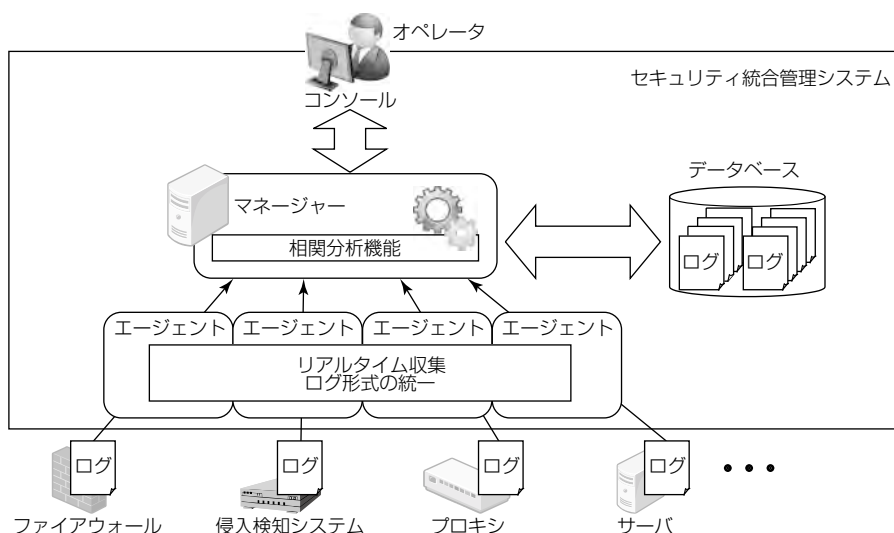 オペレータ
セキュリティ統合管理システム
コンソール
データベース
マネージャー
相関分析機能
ログ ログ
エージェント エージェント エージェント エージェント
リアルタイム収集
ログ形式の統一
ログ ログ ログ ログ
ファイアウォール 侵入検知システム プロキシ サーバ